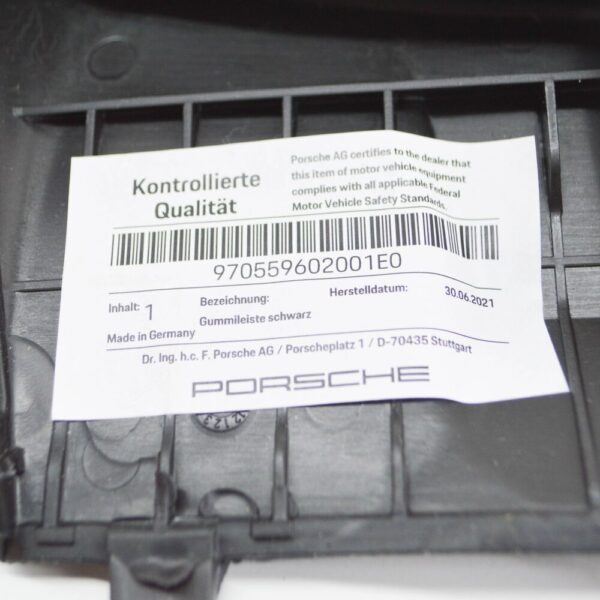 Kontrollierte
Qualität
Porsche AG certifies to the dealer that
this item of motor vehicle equipment
complies with all applicable Federal
Motor Vehicle Safety Standards
970559602001E0
Inhalt: 1
Bezeichnung:
Herstelldatum:
30.06.2021
Made in Germany
Gummileiste schwarz
Dr. Ing. h.c. F. Porsche AG / Porscheplatz 1 / D-70435 Stuttgart
PORSCHE